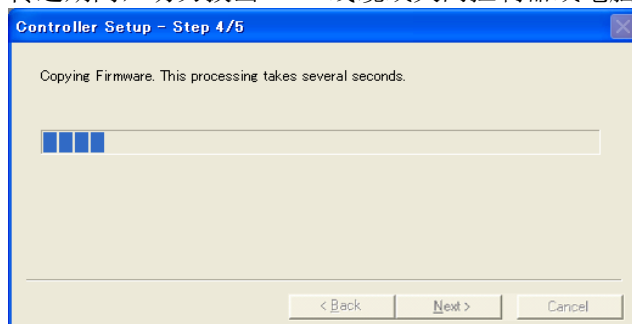 Controller Setup - Step 4/5
Copying Firmware. This processing takes several seconds.
< Back
Next >
Cancel